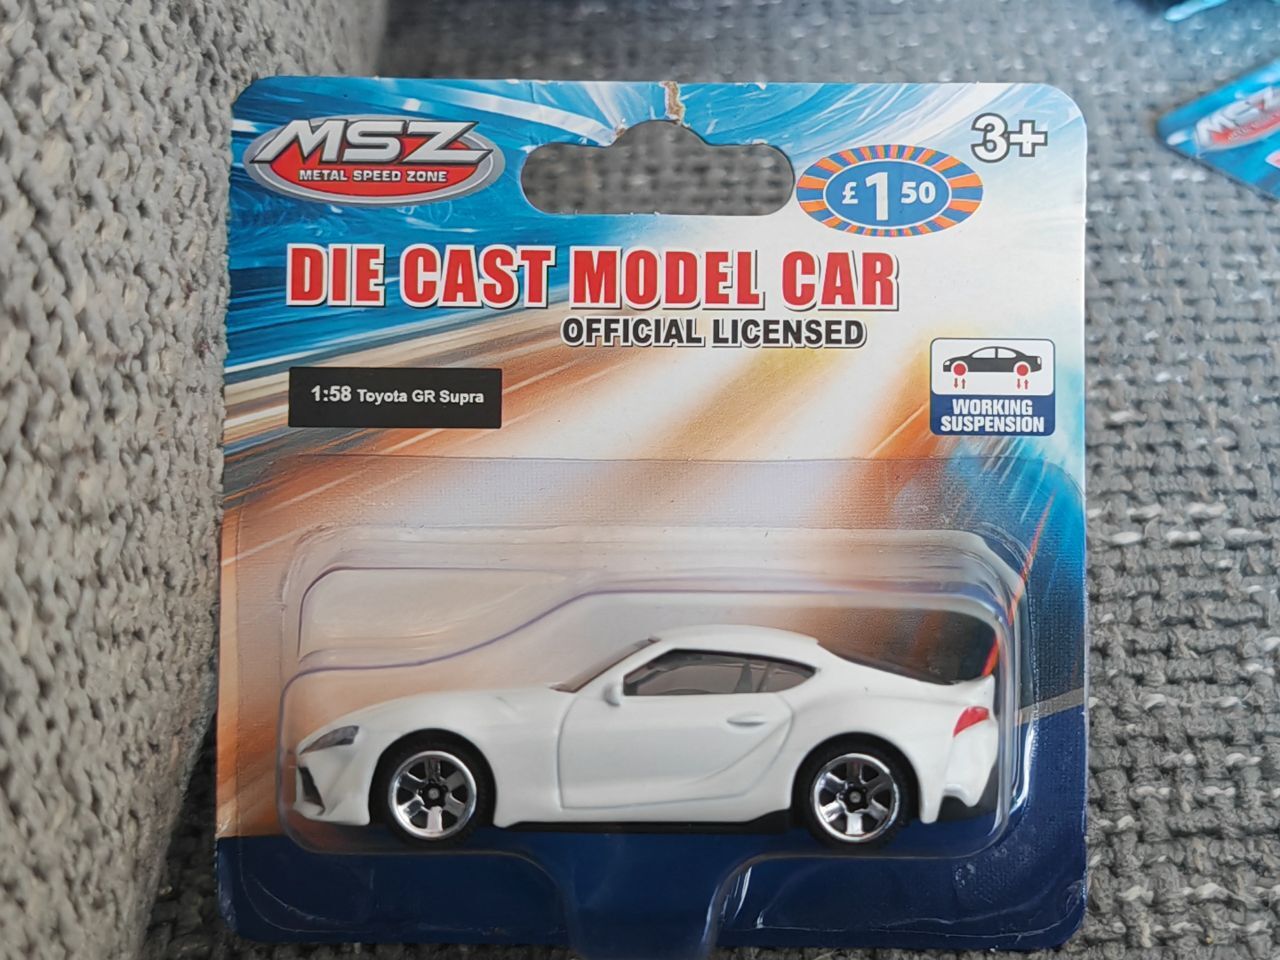 MSZ
METAL SPEED ZONE
3+
£1.50
DIE CAST MODEL CAR
OFFICIAL LICENSED
1:58 Toyota GR Supra
WORKING
SUSPENSION
MSZ